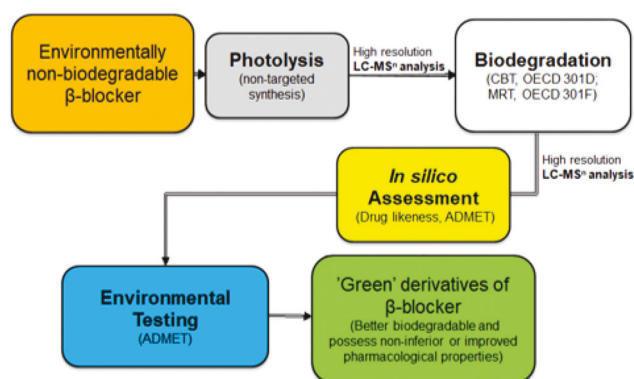 Environmentally
non-biodegradable
β-blocker
Photolysis
(non-targeted
synthesis)
High resolution
LC-MSⁿ analysis
Biodegradation
(CBT, OECD 301D;
MRT, OECD 301F)
High resolution
LC-MSⁿ analysis
In silico
Assessment
(Drug likeness, ADMET)
Environmental
Testing
(ADMET)
'Green' derivatives of
β-blocker
(Better biodegradable and
possess non-inferior or improved
pharmacological properties)